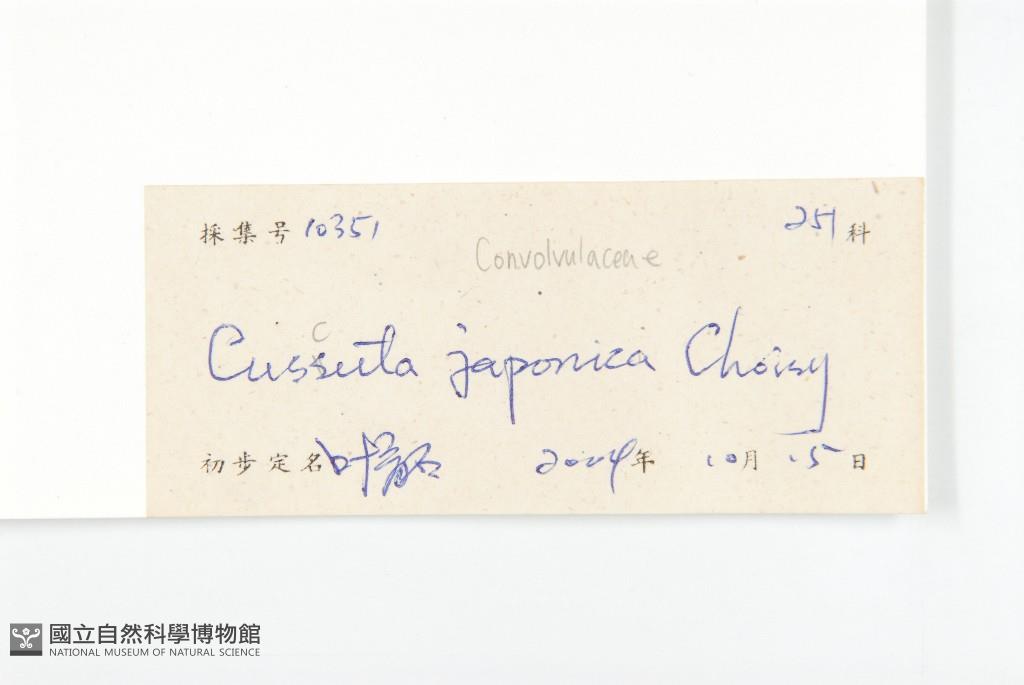 採集号 10351 251 科
Convolvulaceae
c
Cussuta japonica Choisy
初步定名 叶 2004年 10月 15日
國立自然科學博物館
NATIONAL MUSEUM OF NATURAL SCIENCE